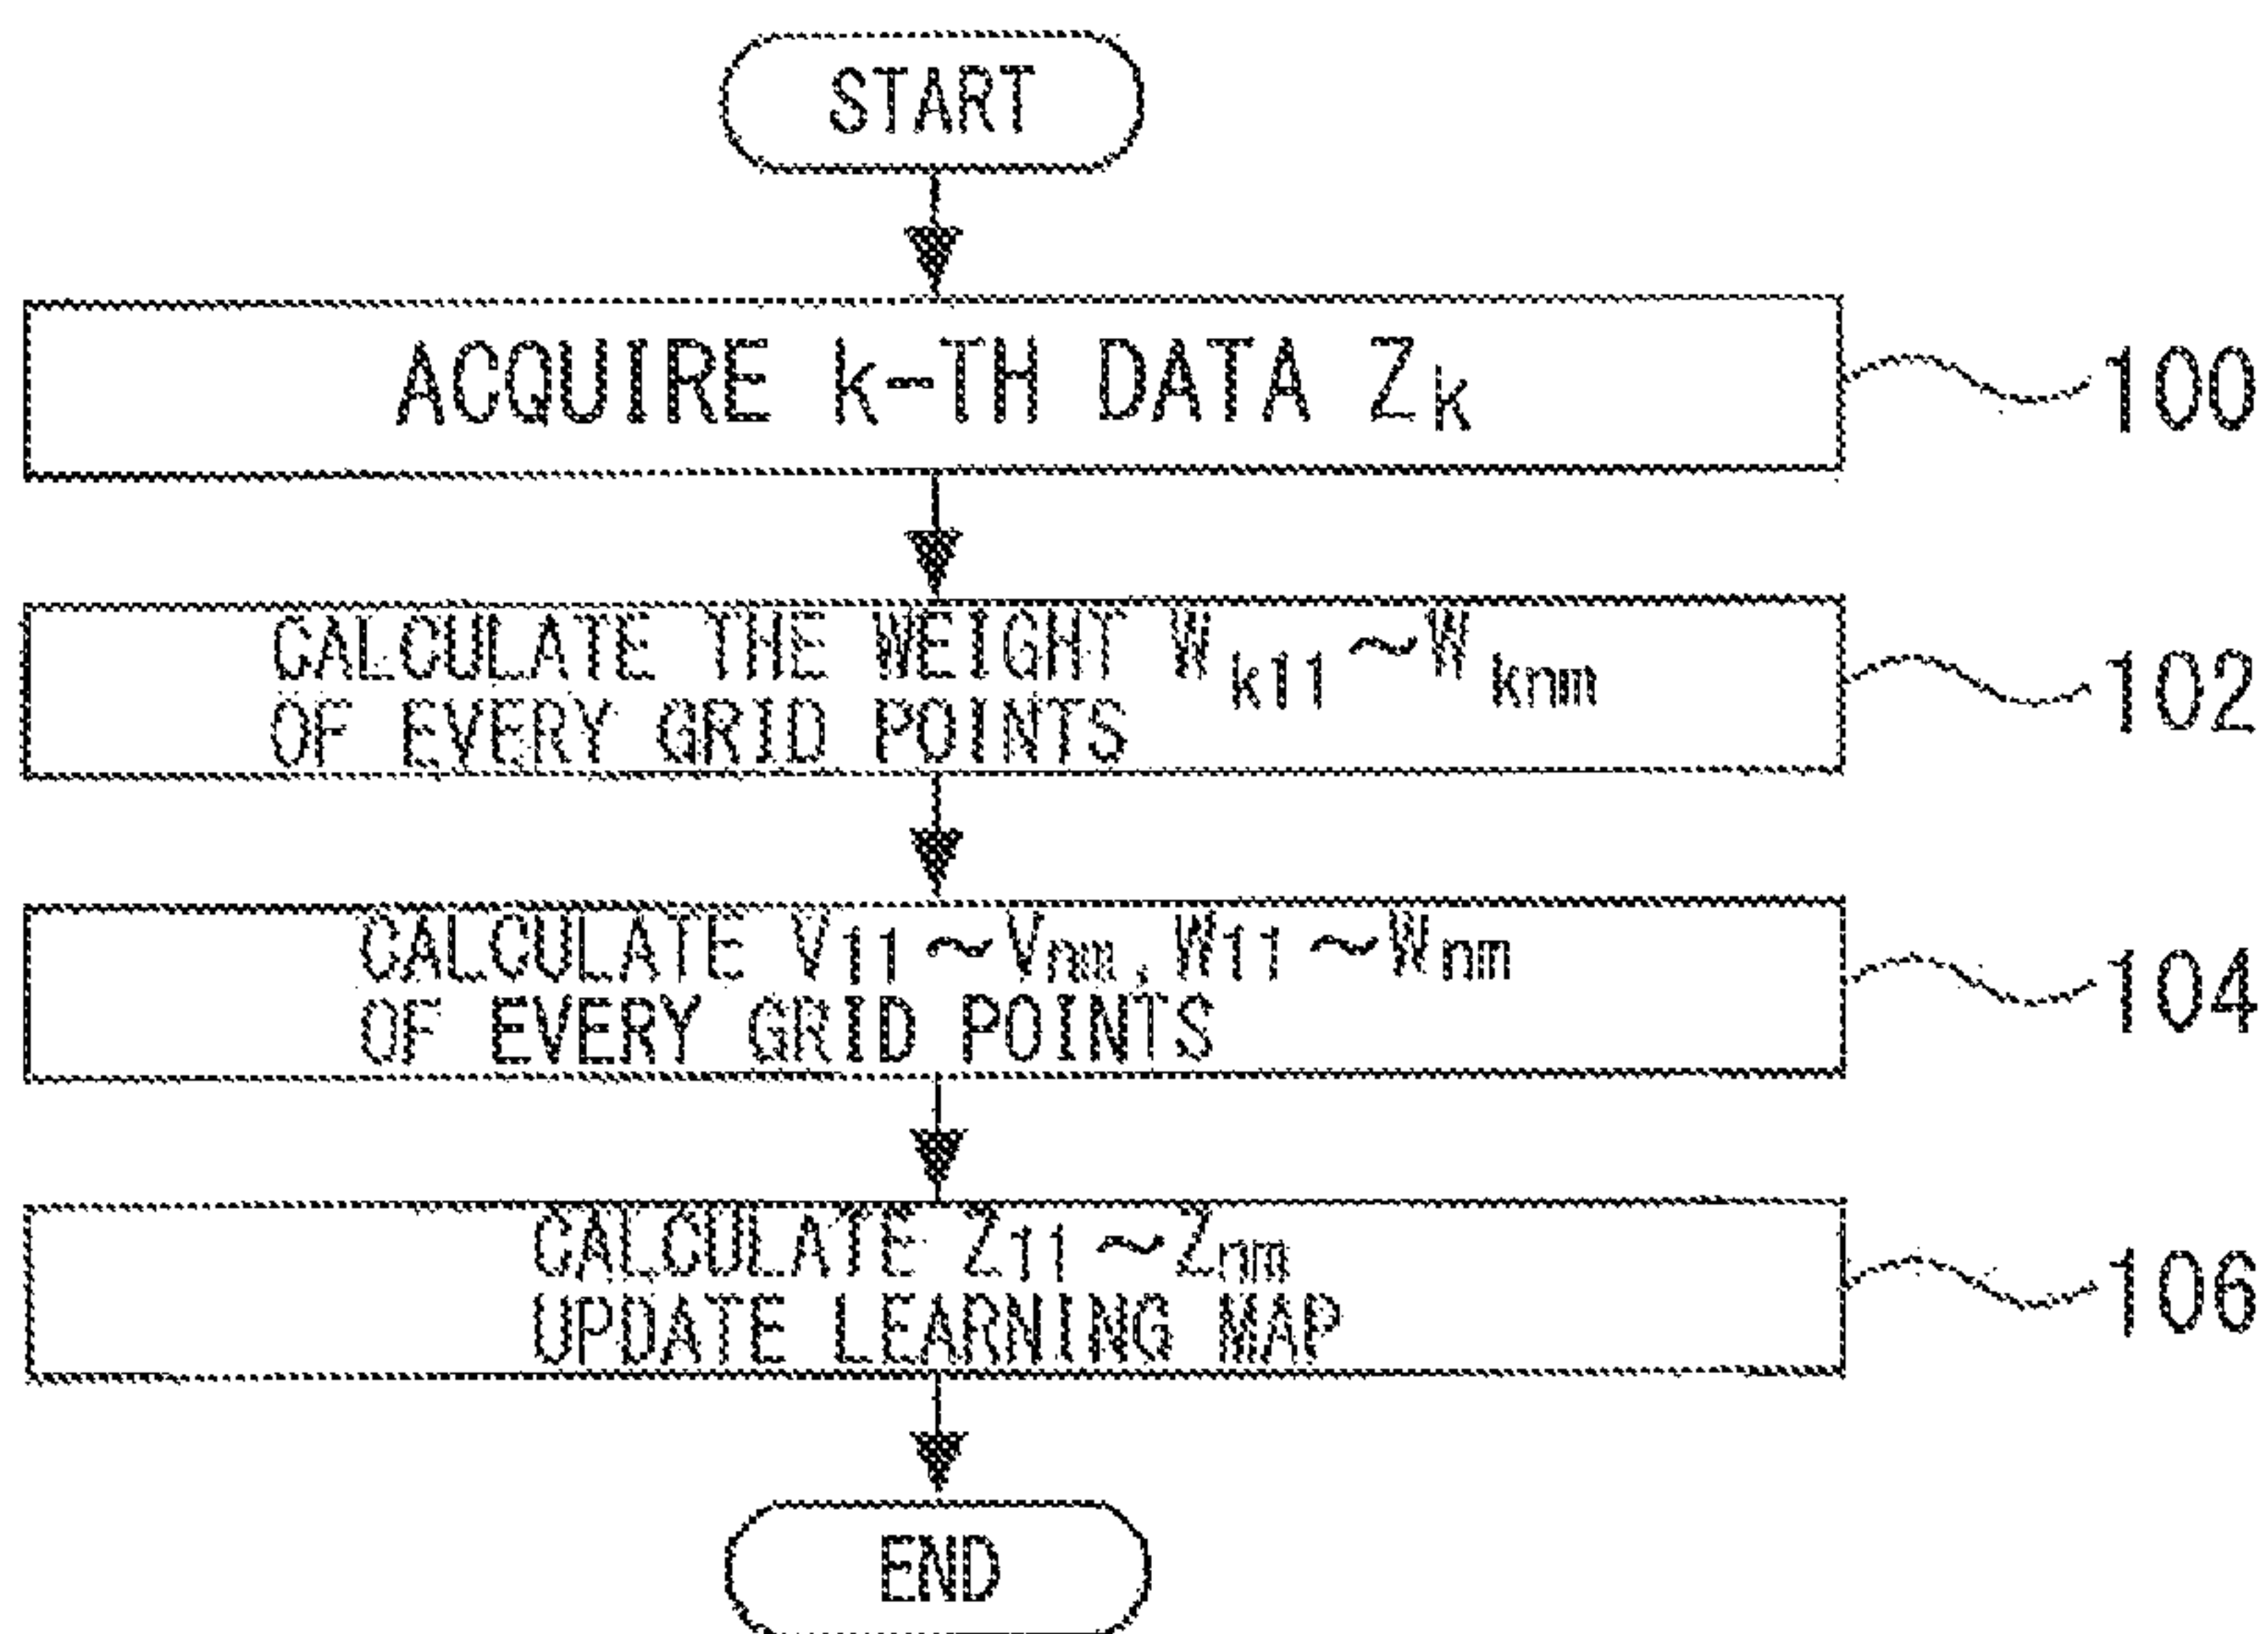 START
ACQUIRE k-TH DATA Zk
100
CALCULATE THE WEIGHT Wk11~Wknm
OF EVERY GRID POINTS
102
CALCULATE V11~Vnm, W11~Wnm
OF EVERY GRID POINTS
104
CALCULATE Z11~Znm
UPDATE LEARNING MAP
106
END